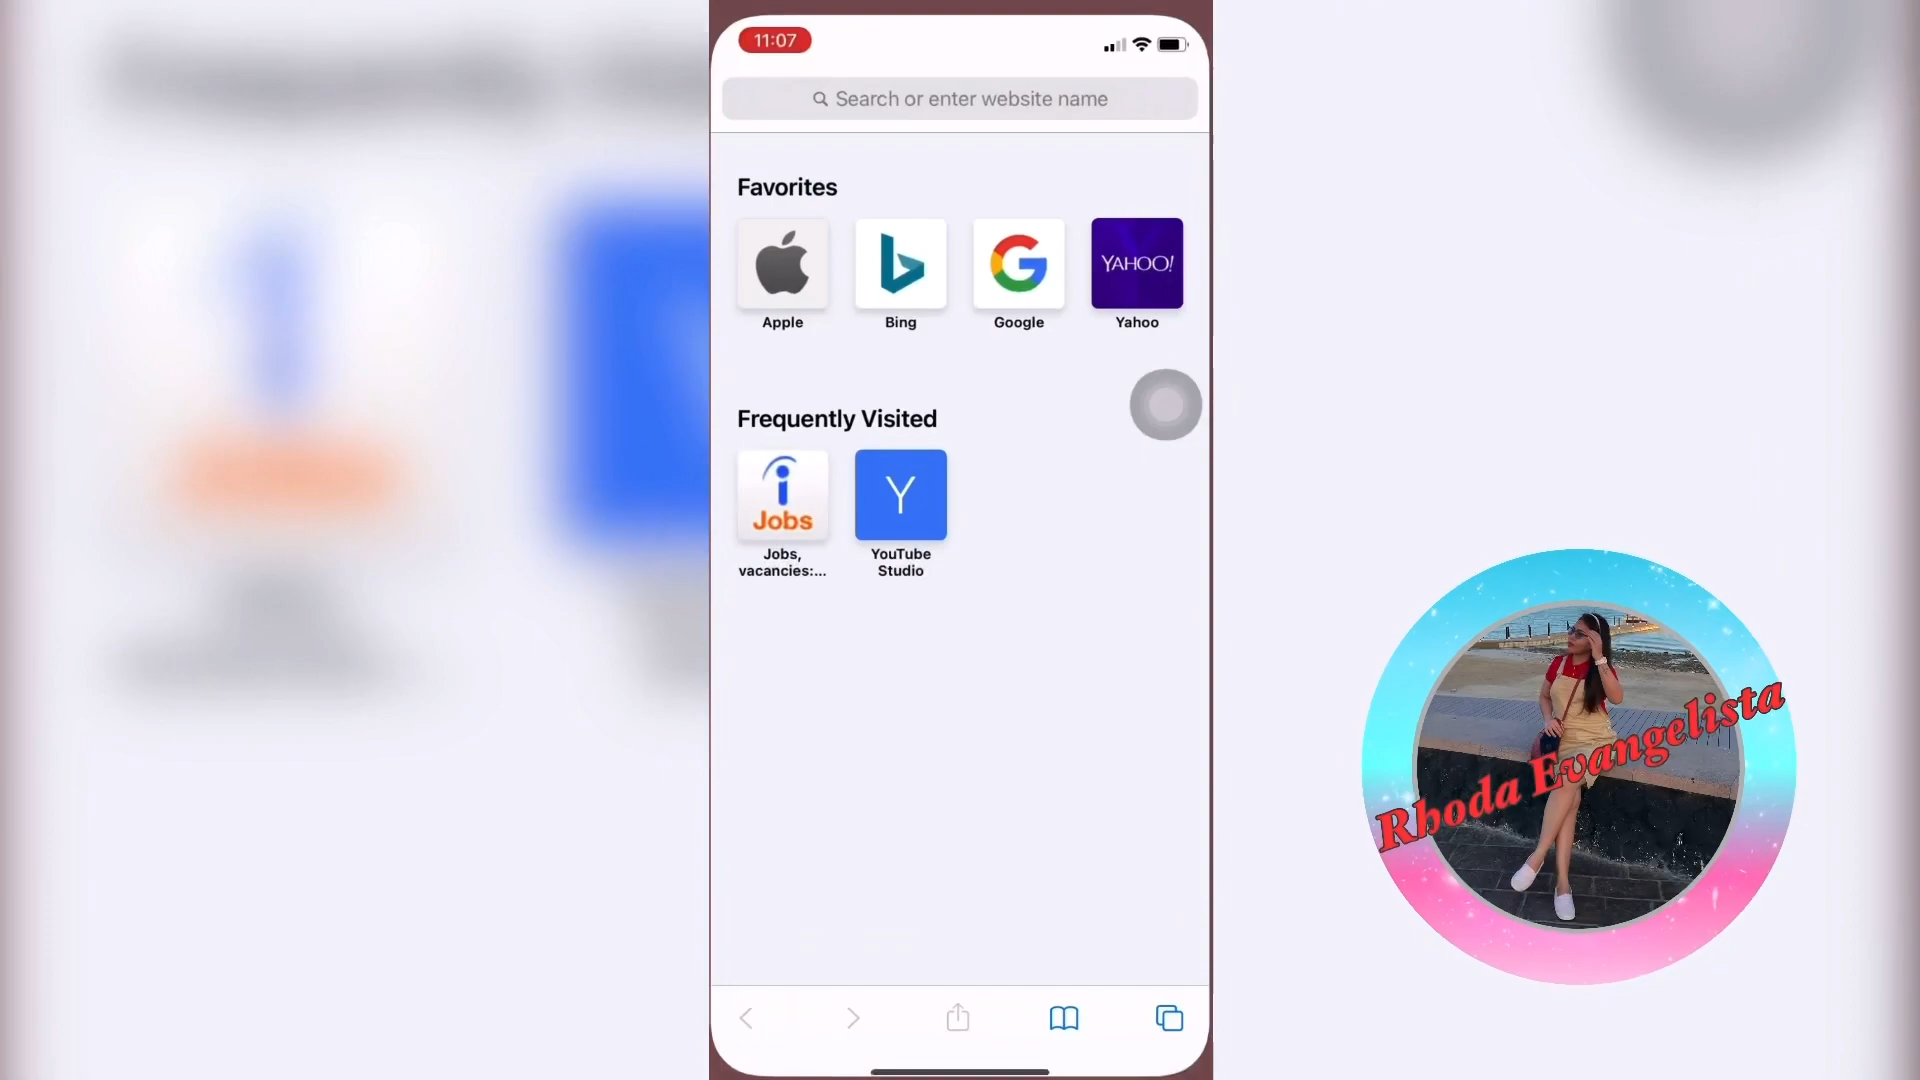 11:07
Search or enter website name
Favorites
YAHOO!
Apple
Bing
Google
Yahoo
Frequently Visited
i
Jobs
Y
Jobs,
vacancies:...
YouTube
Studio
Rhoda Evangelista